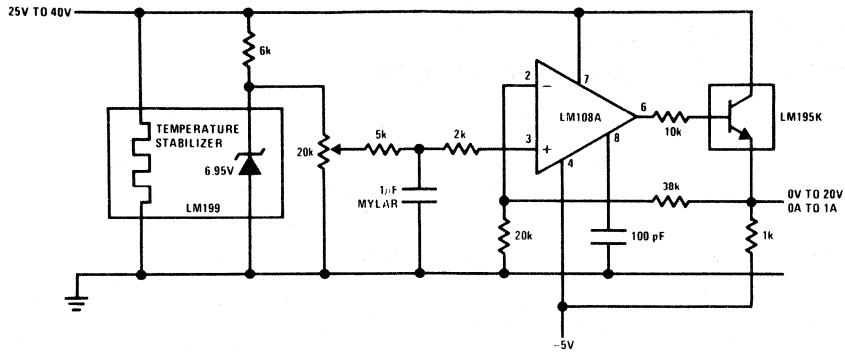 25V TO 40V
6k
TEMPERATURE
STABILIZER
6.95V
LM199
20k
5k
1µF
MYLAR
2k
2
3
−
+
LM108A
7
6
8
4
10k
LM195K
38k
0V TO 20V
0A TO 1A
20k
100 pF
1k
−5V